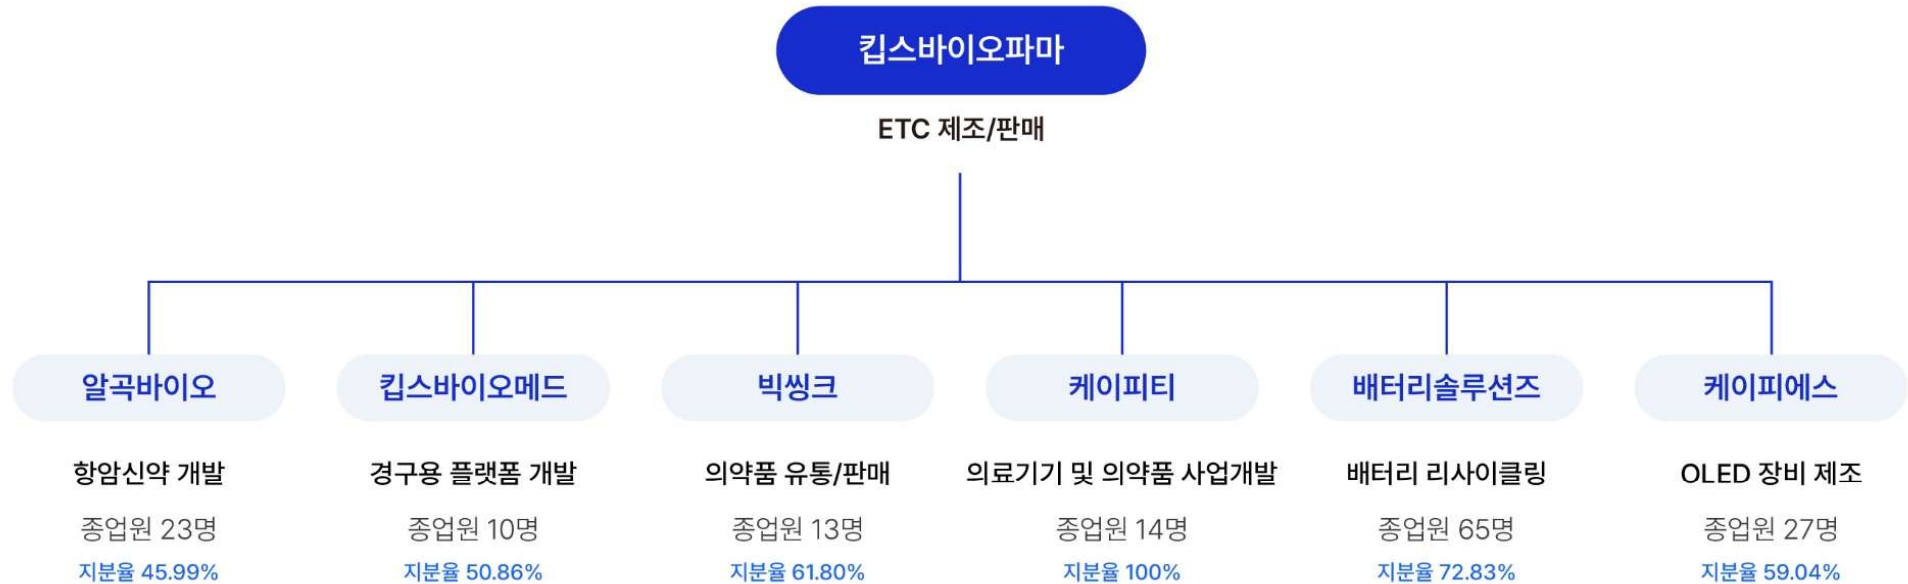 킵스바이오파마
ETC 제조/판매
알곡바이오
킵스바이오메드
빅씽크
케이피티
배터리솔루션즈
케이피에스
항암신약 개발
경구용 플랫폼 개발
의약품 유통/판매
의료기기 및 의약품 사업개발
배터리 리사이클링
OLED 장비 제조
종업원 23명
종업원 10명
종업원 13명
종업원 14명
종업원 65명
종업원 27명
지분율 45.99%
지분율 50.86%
지분율 61.80%
지분율 100%
지분율 72.83%
지분율 59.04%